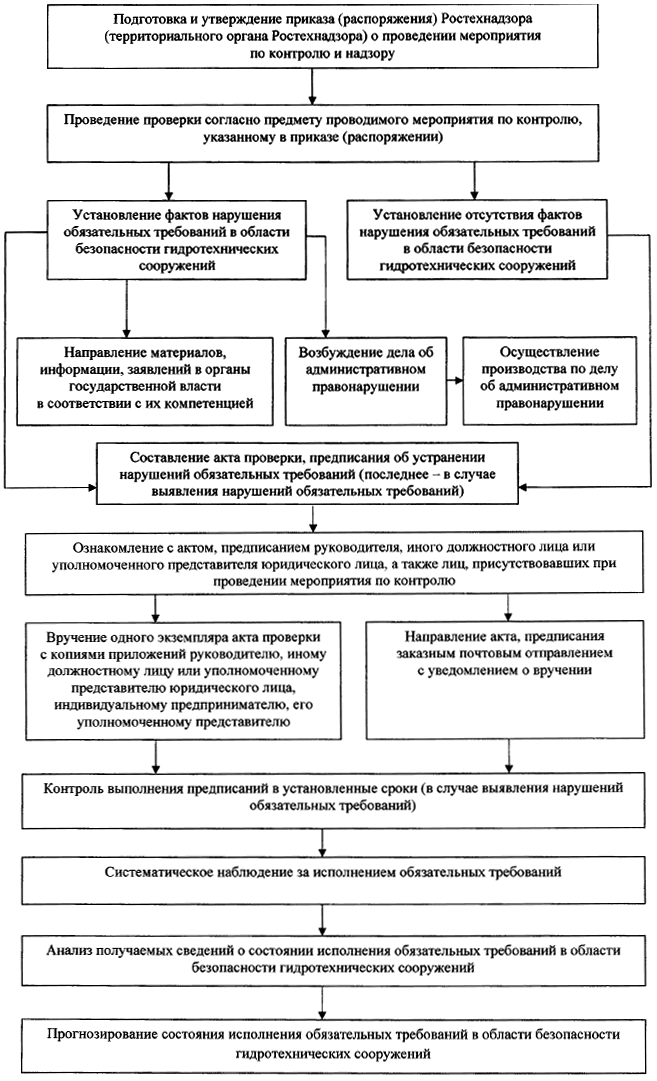 Подготовка и утверждение приказа (распоряжения) Ростехнадзора
(территориального органа Ростехнадзора) о проведении мероприятия
по контролю и надзору
Проведение проверки согласно предмету проводимого мероприятия по контролю,
указанному в приказе (распоряжении)
Установление фактов нарушения
обязательных требований в области
безопасности гидротехнических
сооружений
Установление отсутствия фактов
нарушения обязательных требований
в области безопасности
гидротехнических сооружений
Направление материалов,
информации, заявлений в органы
государственной власти
в соответствии с их компетенцией
Возбуждение дела об
административном
правонарушении
Осуществление
производства по делу
об административном
правонарушении
Составление акта проверки, предписания об устранении
нарушений обязательных требований (последнее – в случае
выявления нарушений обязательных требований)
Ознакомление с актом, предписанием руководителя, иного должностного лица или
уполномоченного представителя юридического лица, а также лиц, присутствовавших при
проведении мероприятия по контролю
Вручение одного экземпляра акта проверки
с копиями приложений руководителю, иному
должностному лицу или уполномоченному
представителю юридического лица,
индивидуальному предпринимателю, его
уполномоченному представителю
Направление акта, предписания
заказным почтовым отправлением
с уведомлением о вручении
Контроль выполнения предписаний в установленные сроки (в случае выявления нарушений
обязательных требований)
Систематическое наблюдение за исполнением обязательных требований
Анализ получаемых сведений о состоянии исполнения обязательных требований в области
безопасности гидротехнических сооружений
Прогнозирование состояния исполнения обязательных требований в области безопасности
гидротехнических сооружений